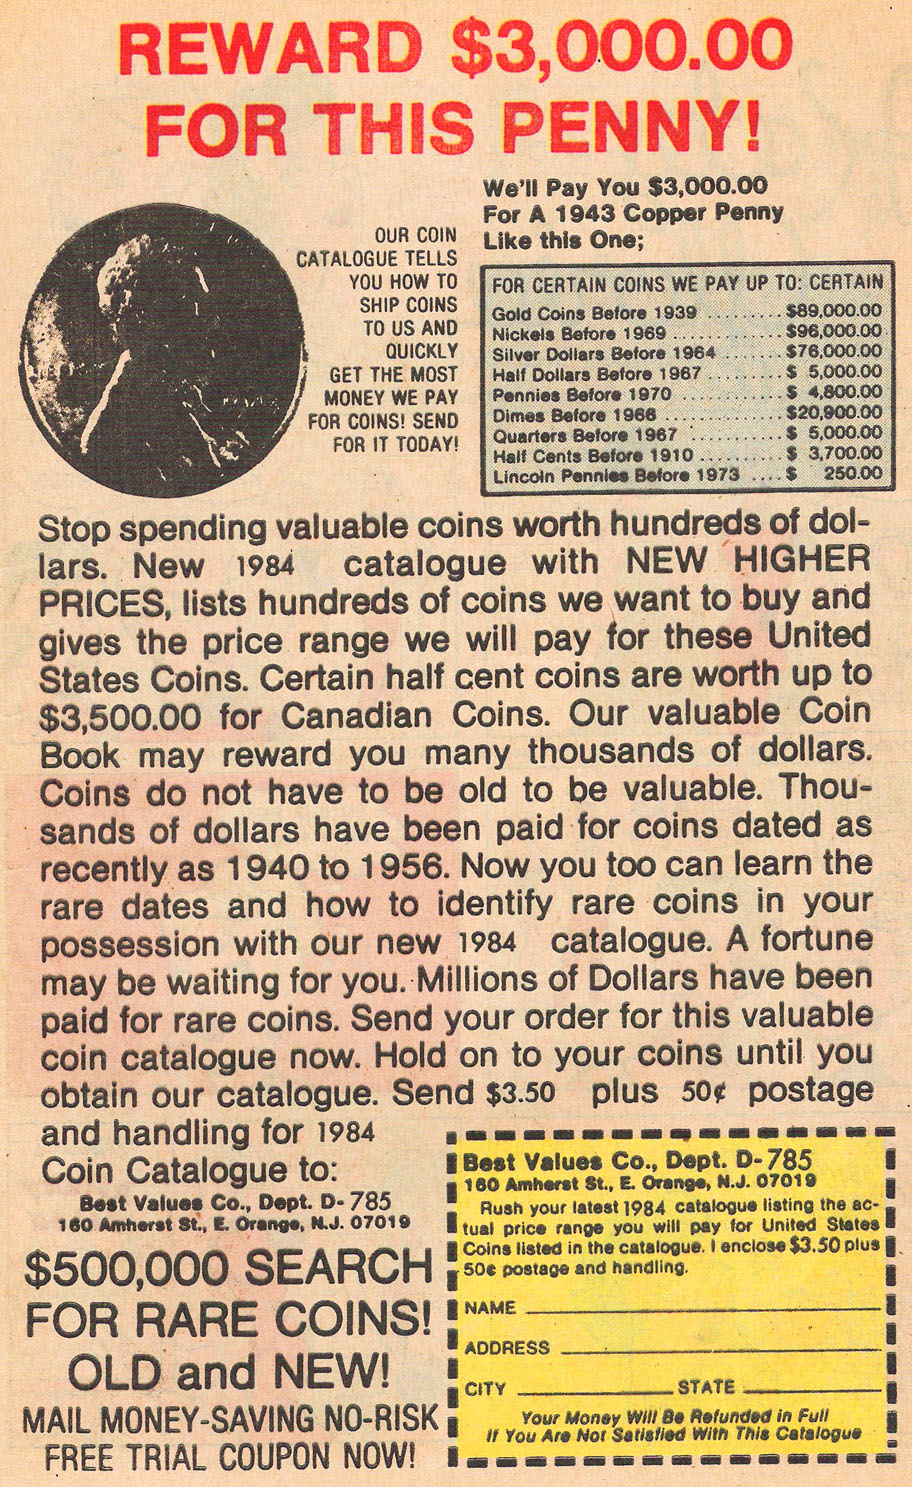 REWARD $3,000.00
FOR THIS PENNY!
OUR COIN
CATALOGUE TELLS
YOU HOW TO
SHIP COINS
TO US AND
QUICKLY
GET THE MOST
MONEY WE PAY
FOR COINS! SEND
FOR IT TODAY!
We'll Pay You $3,000.00
For A 1943 Copper Penny
Like this One;
FOR CERTAIN COINS WE PAY UP TO: CERTAIN
Gold Coins Before 1939 ......... $89,000.00
Nickels Before 1969 ............. $96,000.00
Silver Dollars Before 1964 ....... $76,000.00
Half Dollars Before 1967 ......... $ 5,000.00
Pennies Before 1970 ............. $ 4,800.00
Dimes Before 1966 .............. $20,900.00
Quarters Before 1967 ........... $ 5,000.00
Half Cents Before 1910 .......... $ 3,700.00
Lincoln Pennies Before 1973 .... $ 250.00
Stop spending valuable coins worth hundreds of dol-
lars. New 1984 catalogue with NEW HIGHER
PRICES, lists hundreds of coins we want to buy and
gives the price range we will pay for these United
States Coins. Certain half cent coins are worth up to
$3,500.00 for Canadian Coins. Our valuable Coin
Book may reward you many thousands of dollars.
Coins do not have to be old to be valuable. Thou-
sands of dollars have been paid for coins dated as
recently as 1940 to 1956. Now you too can learn the
rare dates and how to identify rare coins in your
possession with our new 1984 catalogue. A fortune
may be waiting for you. Millions of Dollars have been
paid for rare coins. Send your order for this valuable
coin catalogue now. Hold on to your coins until you
obtain our catalogue. Send $3.50 plus 50¢ postage
and handling for 1984
Coin Catalogue to:
Best Values Co., Dept. D-785
160 Amherst St., E. Orange, N.J. 07019
$500,000 SEARCH
FOR RARE COINS!
OLD and NEW!
MAIL MONEY-SAVING NO-RISK
FREE TRIAL COUPON NOW!
Best Values Co., Dept. D-785
160 Amherst St., E. Orange, N.J. 07019
Rush your latest 1984 catalogue listing the ac-
tual price range you will pay for United States
Coins listed in the catalogue. I enclose $3.50 plus
50¢ postage and handling.
NAME
ADDRESS
CITY STATE
Your Money Will Be Refunded in Full
If You Are Not Satisfied With This Catalogue